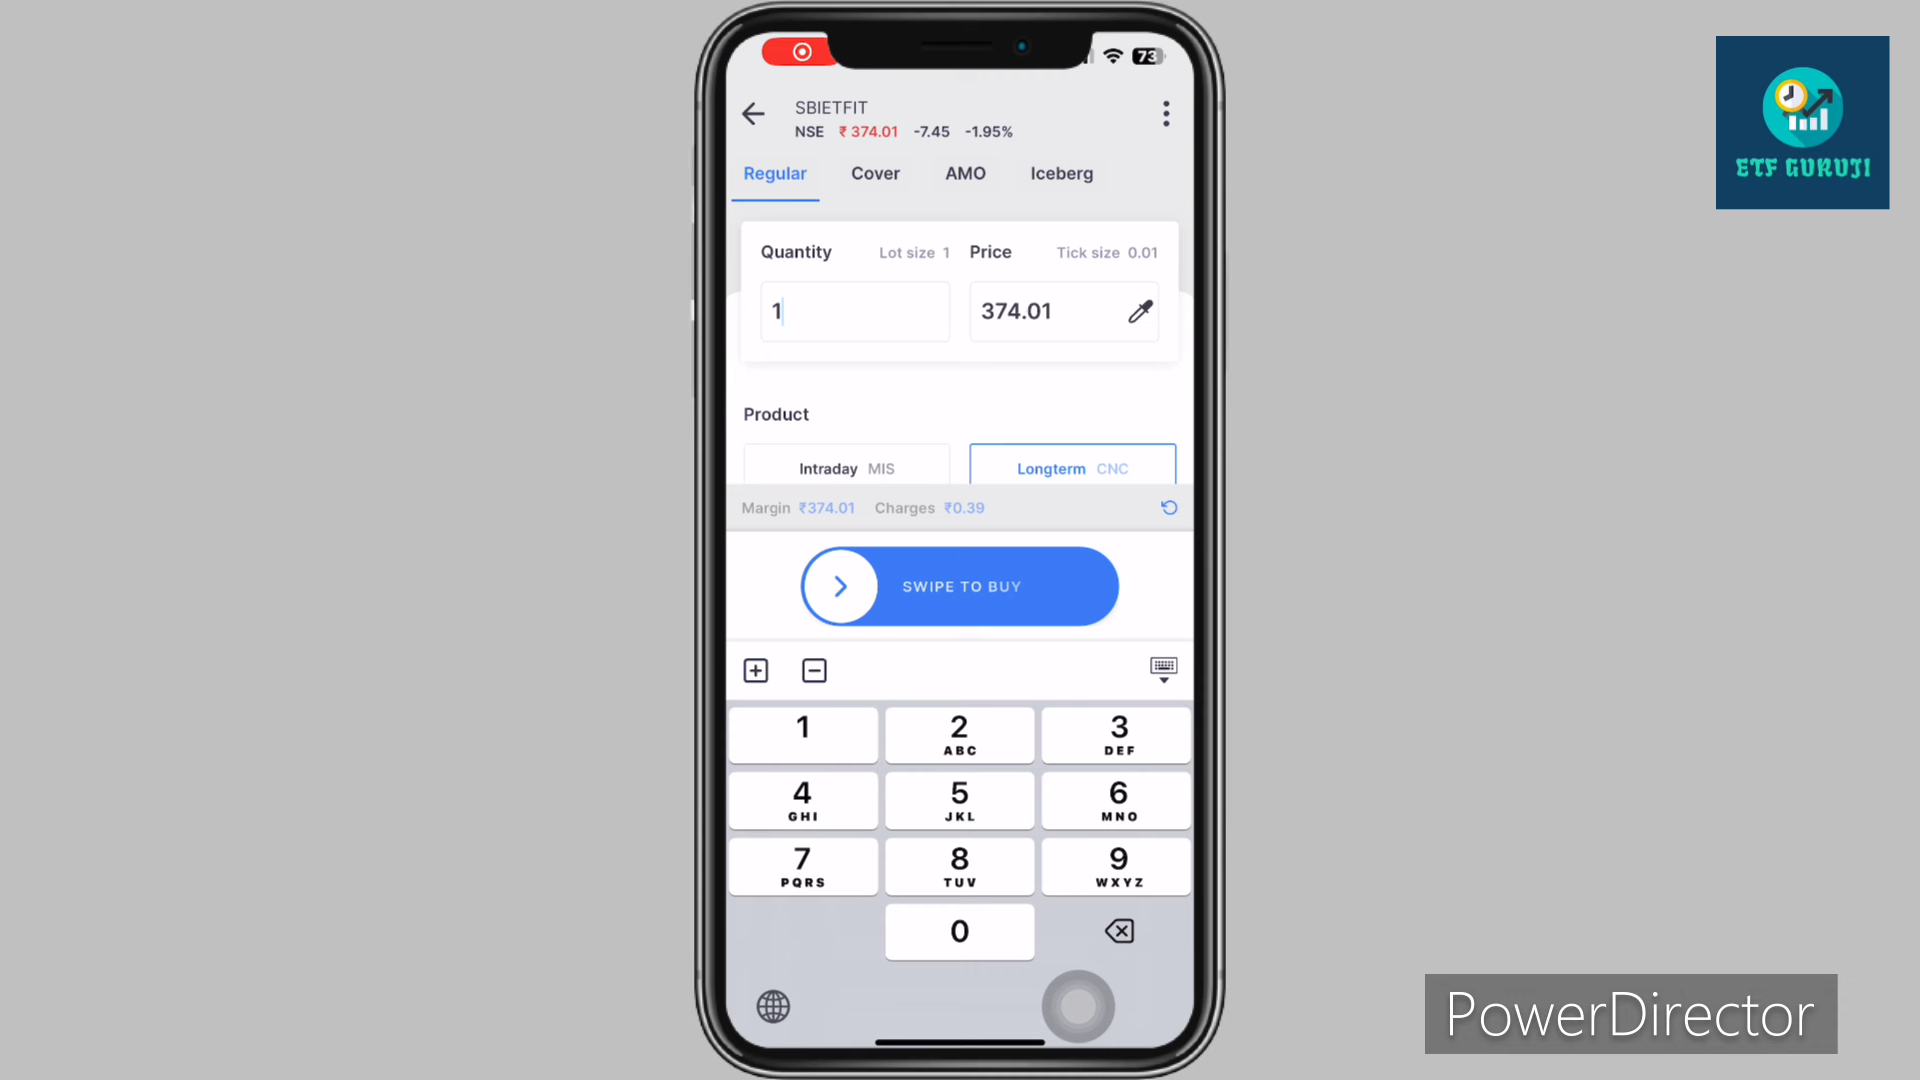 73
SBIETFIT
NSE ₹ 374.01 -7.45 -1.95%
Regular Cover AMO Iceberg
Quantity Lot size 1 Price Tick size 0.01
1 374.01
Product
Intraday MIS Longterm CNC
Margin ₹374.01 Charges ₹0.39
SWIPE TO BUY
1 2 3
ABC DEF
4 5 6
GHI JKL MNO
7 8 9
PQRS TUV WXYZ
0
ETF GURUJI
PowerDirector